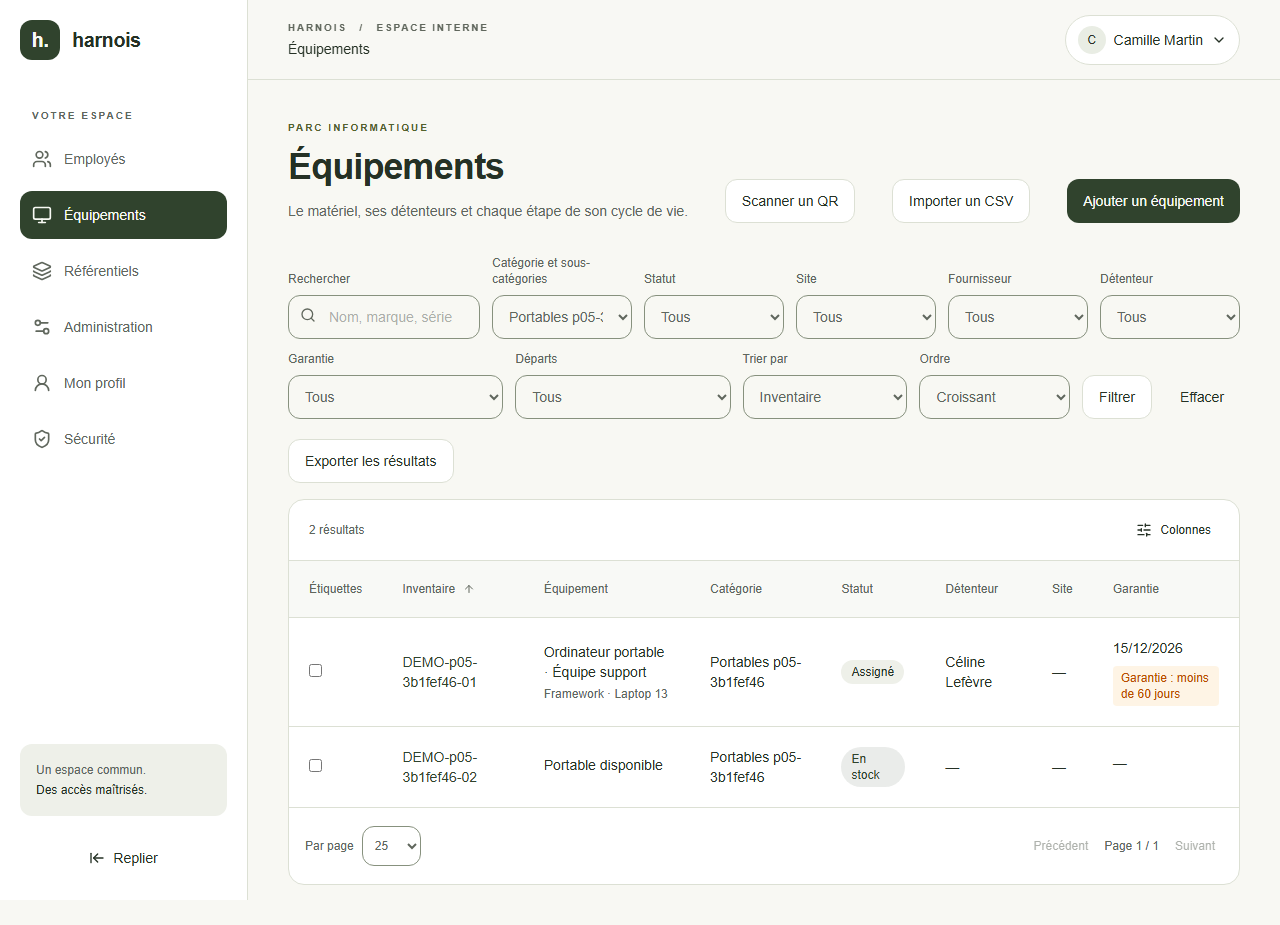 h. harnois
HARNOIS / ESPACE INTERNE
Équipements
C Camille Martin
VOTRE ESPACE
Employés
Équipements
Référentiels
Administration
Mon profil
Sécurité
Un espace commun.
Des accès maîtrisés.
Replier
PARC INFORMATIQUE
Équipements
Le matériel, ses détenteurs et chaque étape de son cycle de vie.
Scanner un QR
Importer un CSV
Ajouter un équipement
Rechercher
Catégorie et sous-
catégories
Statut
Site
Fournisseur
Détenteur
Nom, marque, série
Portables p05-
Tous
Tous
Tous
Tous
Garantie
Départs
Trier par
Ordre
Tous
Tous
Inventaire
Croissant
Filtrer
Effacer
Exporter les résultats
2 résultats
Colonnes
Étiquettes
Inventaire
Équipement
Catégorie
Statut
Détenteur
Site
Garantie
DEMO-p05-
3b1fef46-01
Ordinateur portable
· Équipe support
Framework · Laptop 13
Portables p05-
3b1fef46
Assigné
Céline
Lefèvre
—
15/12/2026
Garantie : moins
de 60 jours
DEMO-p05-
3b1fef46-02
Portable disponible
Portables p05-
3b1fef46
En
stock
—
—
—
Par page
25
Précédent
Page 1 / 1
Suivant